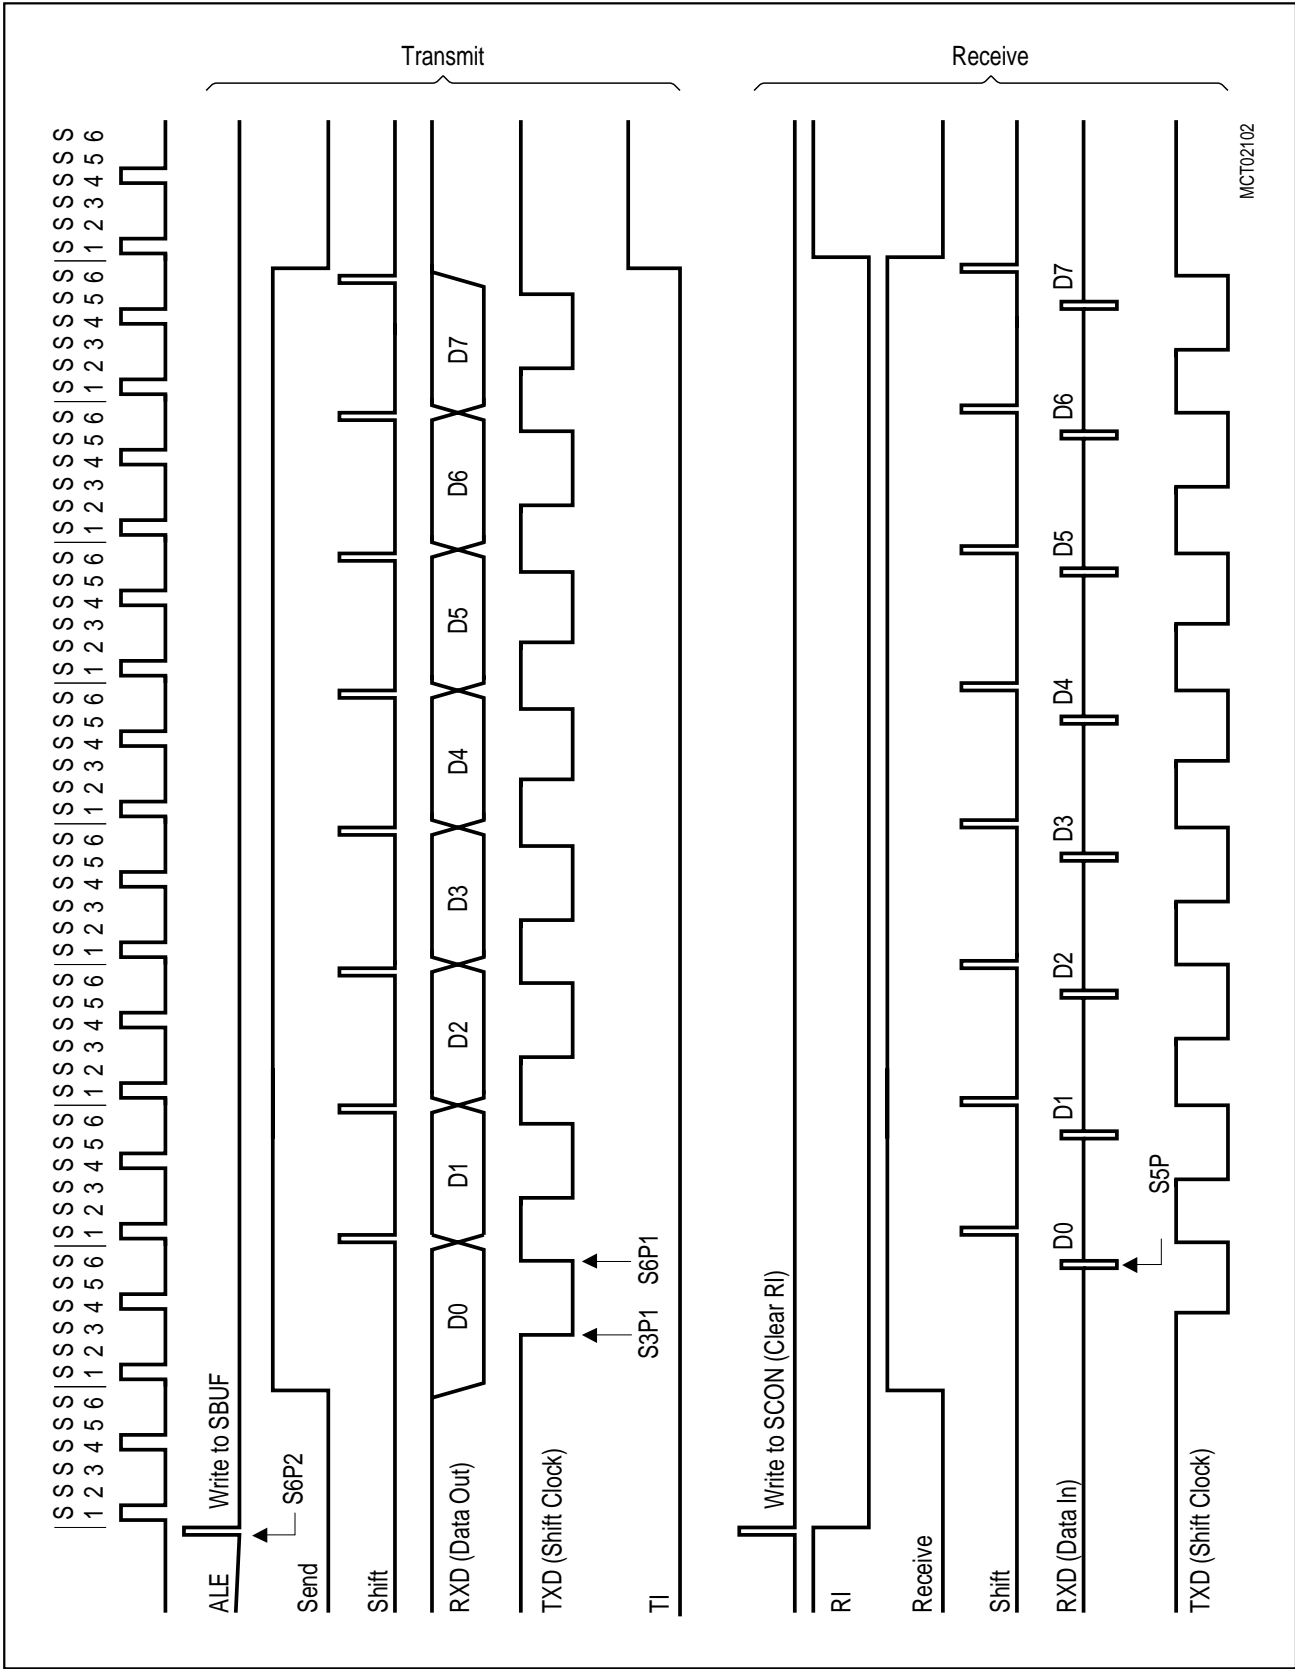 S S S S S S S S S S S S S S S S S S S S S S S S S S S S S S S S S S S S S S S S S S S S S S S S S S S S S S S S S S S S
1 2 3 4 5 6 1 2 3 4 5 6 1 2 3 4 5 6 1 2 3 4 5 6 1 2 3 4 5 6 1 2 3 4 5 6 1 2 3 4 5 6 1 2 3 4 5 6 1 2 3 4 5 6 1 2 3 4 5 6
ALE Write to SBUF
S6P2
Send
Shift
Transmit
RXD (Data Out) D0 D1 D2 D3 D4 D5 D6 D7
TXD (Shift Clock)
S3P1 S6P1
TI
Write to SCON (Clear RI)
RI
Receive
Receive
Shift
RXD (Data In) D0 D1 D2 D3 D4 D5 D6 D7
S5P
TXD (Shift Clock)
MCT02102